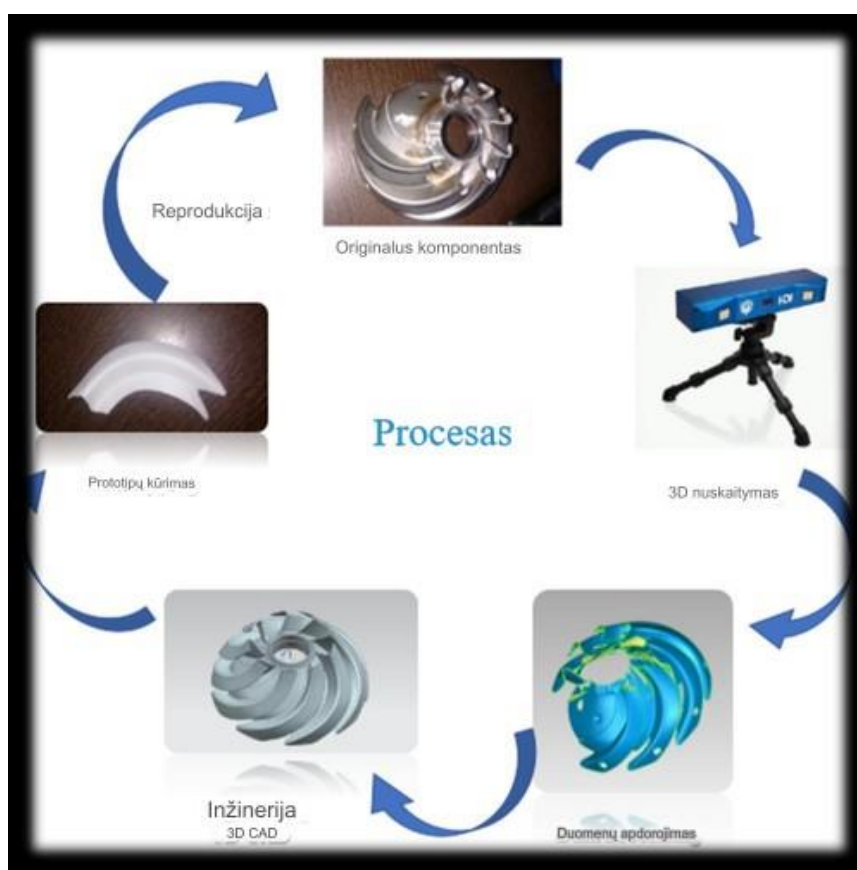 Originalus komponentas
3D nuskaitymas
Duomenų apdorojimas
Inžinerija
3D CAD
Prototipų kūrimas
Reprodukcija
Procesas